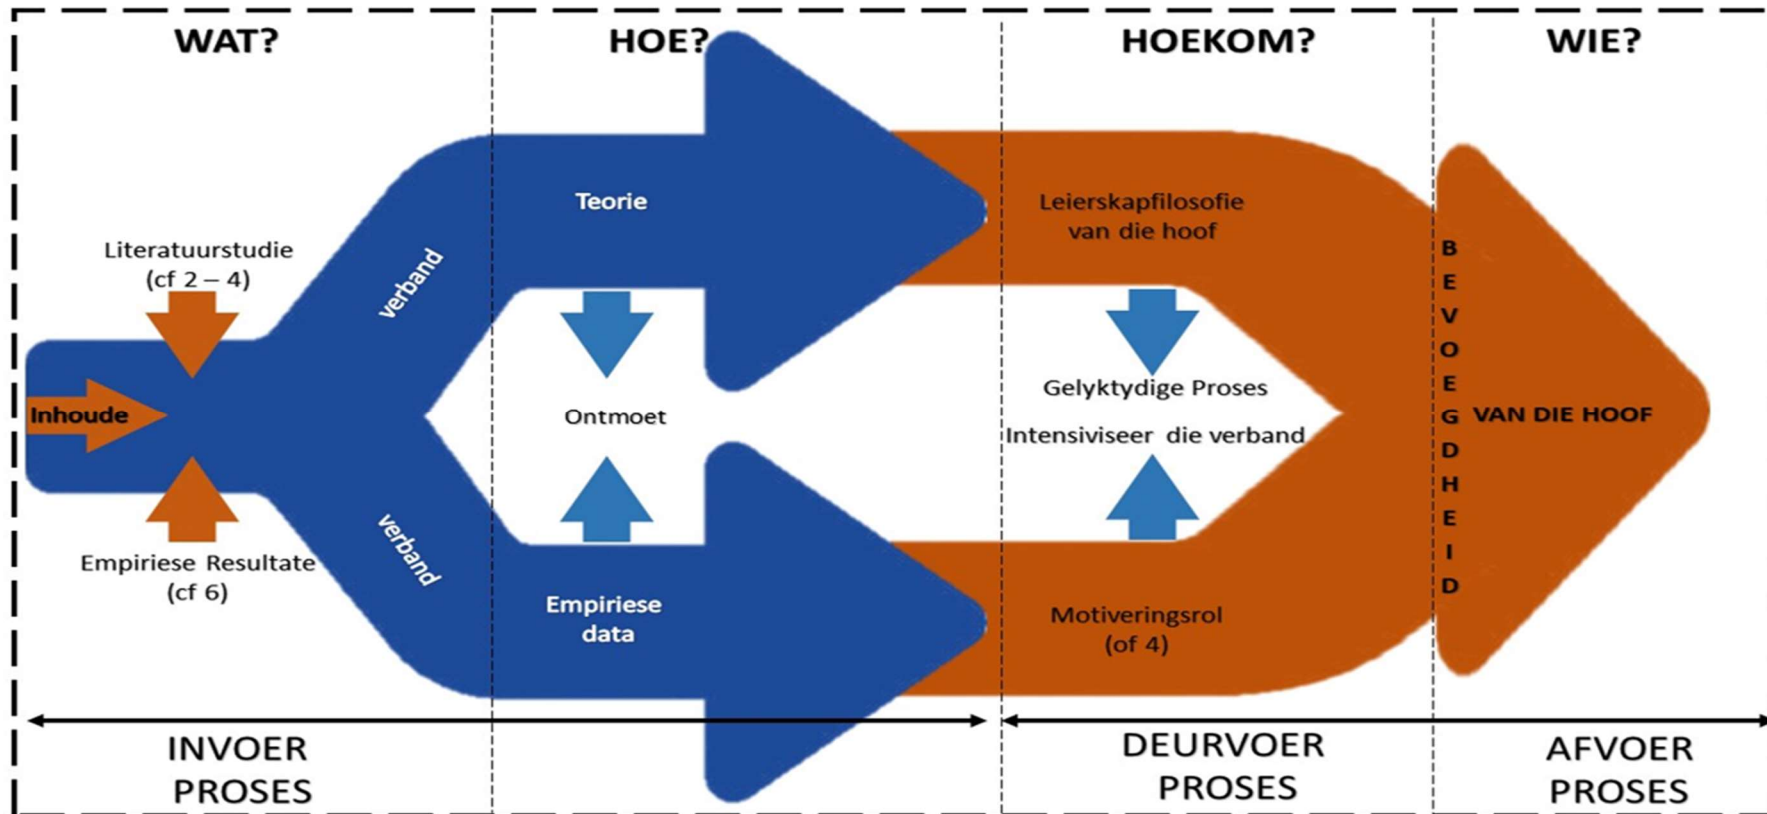 WAT?
HOE?
HOEKOM?
WIE?
Literatuurstudie
(cf 2 – 4)
Inhoude
Empiriese Resultate
(cf 6)
verband
verband
Teorie
Ontmoet
Empiriese
data
Leierskapfilosofie
van die hoof
Gelyktydige Proses
Intensiviseer die verband
Motiveringsrol
(of 4)
BEVOEGDHEID
VAN DIE HOOF
INVOER
PROSES
DEURVOER
PROSES
AFVOER
PROSES